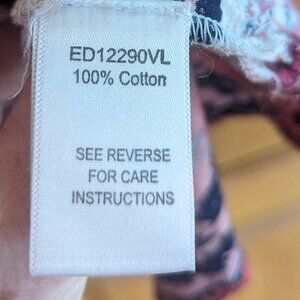 ED12290VL
100% Cotton
SEE REVERSE
FOR CARE
INSTRUCTIONS